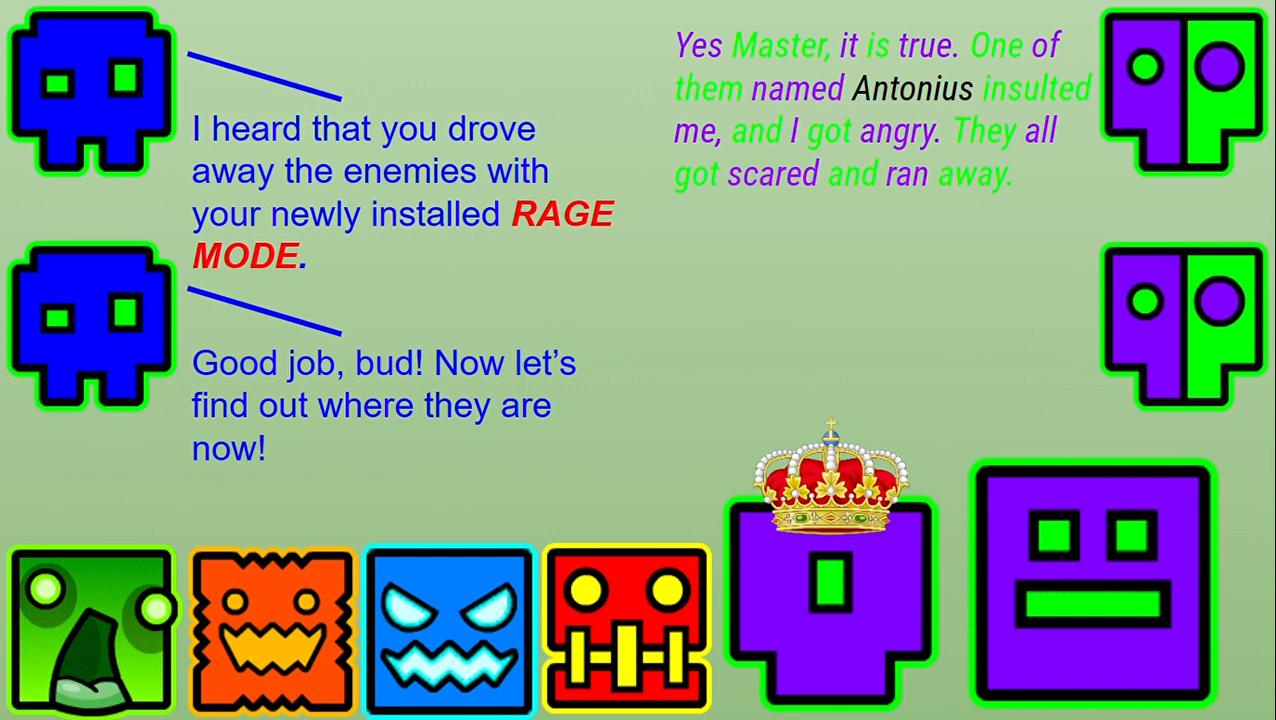 I heard that you drove
away the enemies with
your newly installed RAGE
MODE.
Yes Master, it is true. One of
them named Antonius insulted
me, and I got angry. They all
got scared and ran away.
Good job, bud! Now let’s
find out where they are
now!